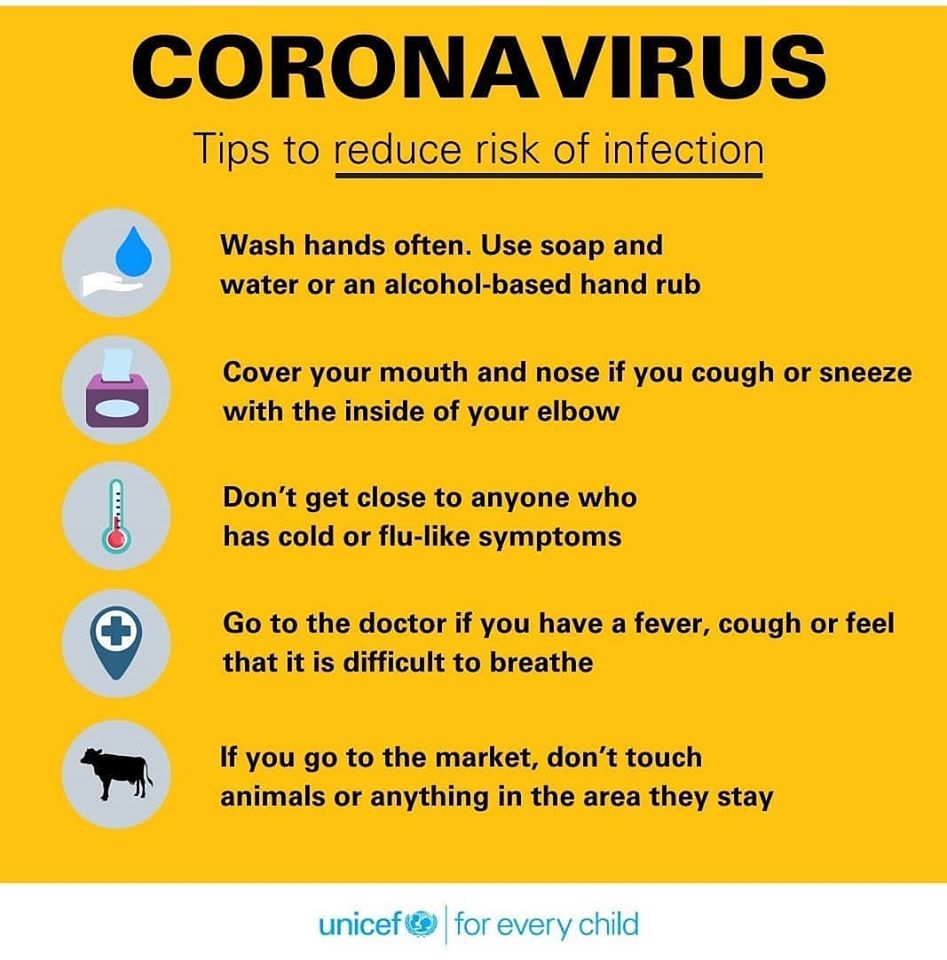 CORONAVIRUS
Tips to reduce risk of infection
Wash hands often. Use soap and
water or an alcohol-based hand rub
Cover your mouth and nose if you cough or sneeze
with the inside of your elbow
Don't get close to anyone who
has cold or flu-like symptoms
Go to the doctor if you have a fever, cough or feel
that it is difficult to breathe
If you go to the market, don't touch
animals or anything in the area they stay
unicef for every child